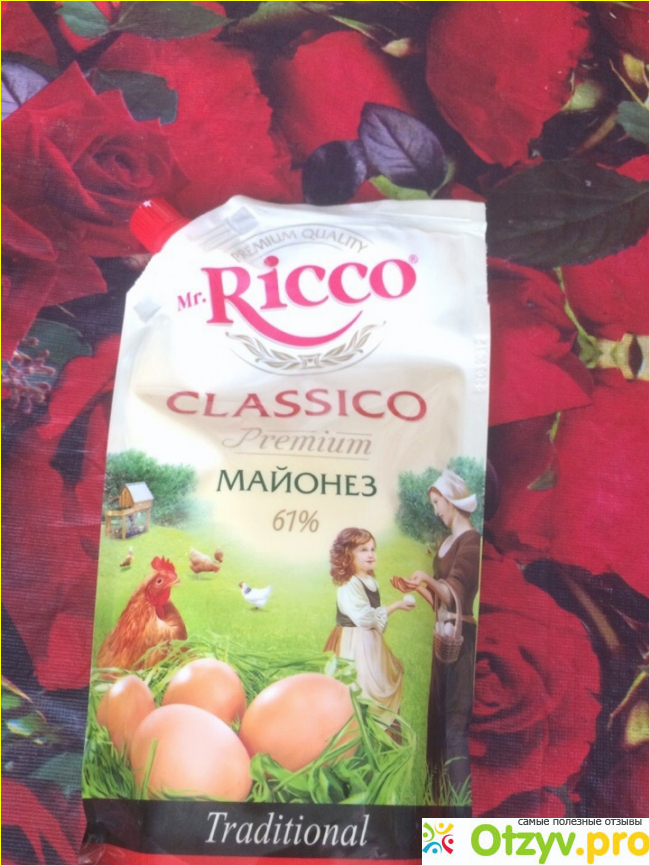 PREMIUM QUALITY
Mr. Ricco®
CLASSICO
Premium
МАЙОНЕЗ
61%
Traditional
самые полезные отзывы
Otzyv.pro